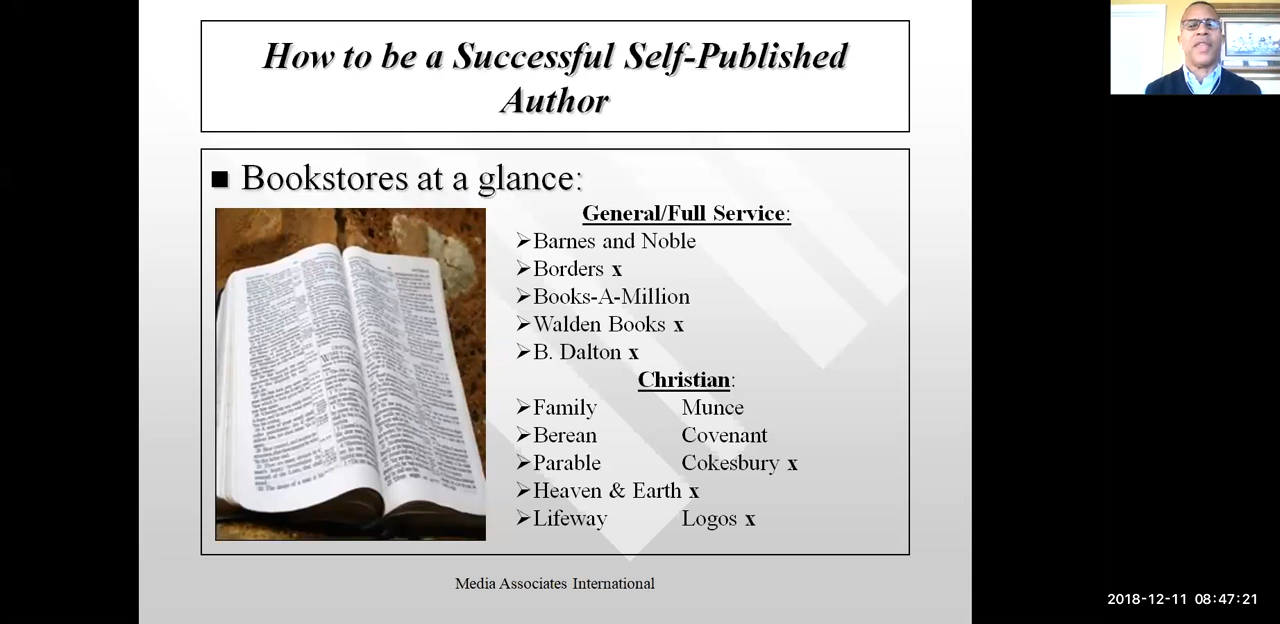 How to be a Successful Self-Published
Author
■ Bookstores at a glance:
General/Full Service:
➢Barnes and Noble
➢Borders x
➢Books-A-Million
➢Walden Books x
➢B. Dalton x
Christian:
➢Family Munce
➢Berean Covenant
➢Parable Cokesbury x
➢Heaven & Earth x
➢Lifeway Logos x
Media Associates International
2018-12-11 08:47:21